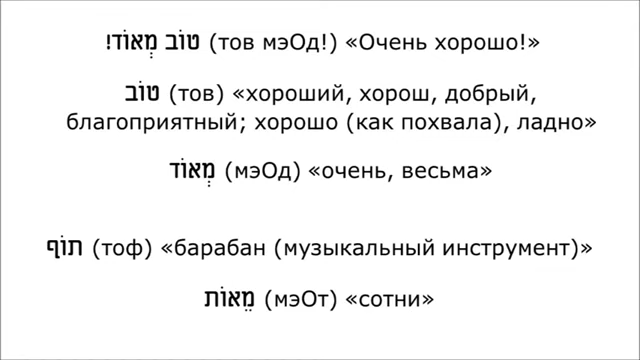 טוֹב מְאוֹד! (тов мэОд!) «Очень хорошо!»
טוֹב (тов) «хороший, хорош, добрый,
благоприятный; хорошо (как похвала), ладно»
מְאוֹד (мэОд) «очень, весьма»
תוֹף (тоф) «барабан (музыкальный инструмент)»
מֵאוֹת (мэОт) «сотни»